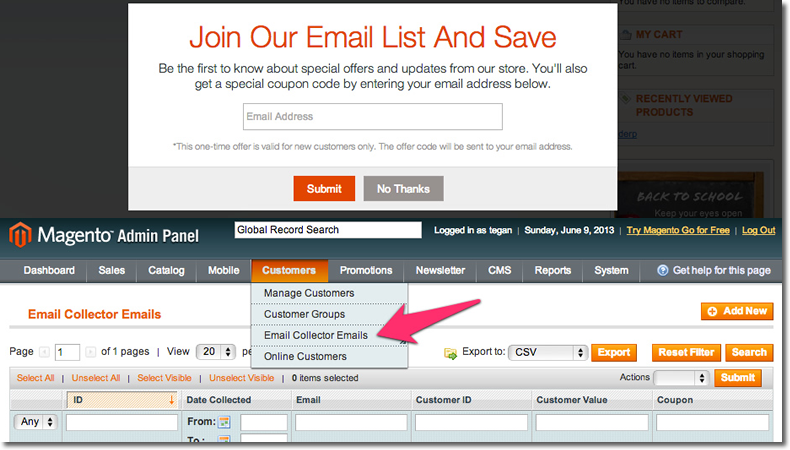 You have no items to compare.
MY CART
You have no items in your shopping
cart.
RECENTLY VIEWED
PRODUCTS
derp
BACK TO SCHOOL
Keep your eyes open
Join Our Email List And Save
Be the first to know about special offers and updates from our store. You'll also
get a special coupon code by entering your email address below.
Email Address
*This one-time offer is valid for new customers only. The offer code will be sent to your email address.
Submit No Thanks
Magento Admin Panel Global Record Search Logged in as tegan | Sunday, June 9, 2013 | Try Magento Go for Free | Log Out
Dashboard Sales Catalog Mobile Customers Promotions Newsletter CMS Reports System Get help for this page
Manage Customers
Customer Groups
Email Collector Emails
Online Customers
Email Collector Emails Add New
Page 1 of 1 pages | View 20 Export to: CSV Export Reset Filter Search
Select All | Unselect All | Select Visible | Unselect Visible | 0 items selected Actions Submit
ID Date Collected Email Customer ID Customer Value Coupon
Any From:
To :